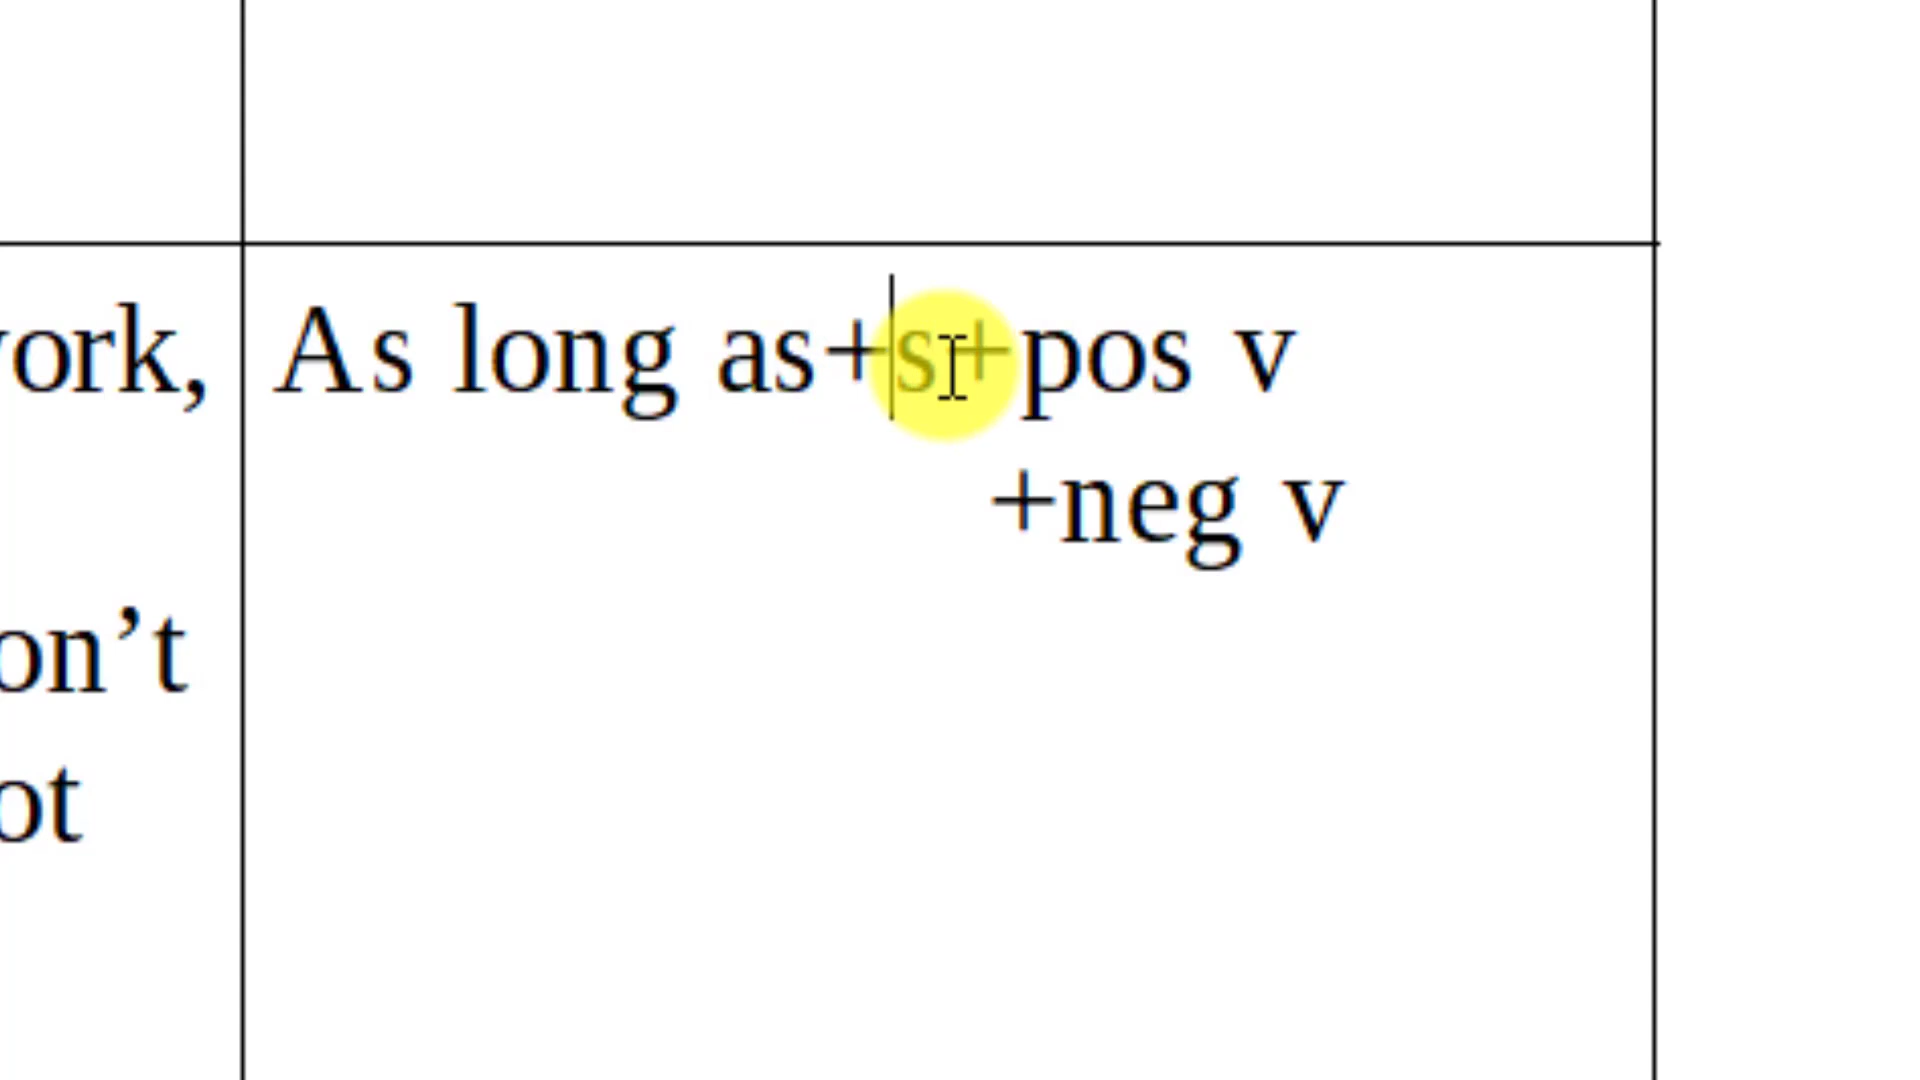 ork, As long as+s+pos v
+neg v
on’t
ot